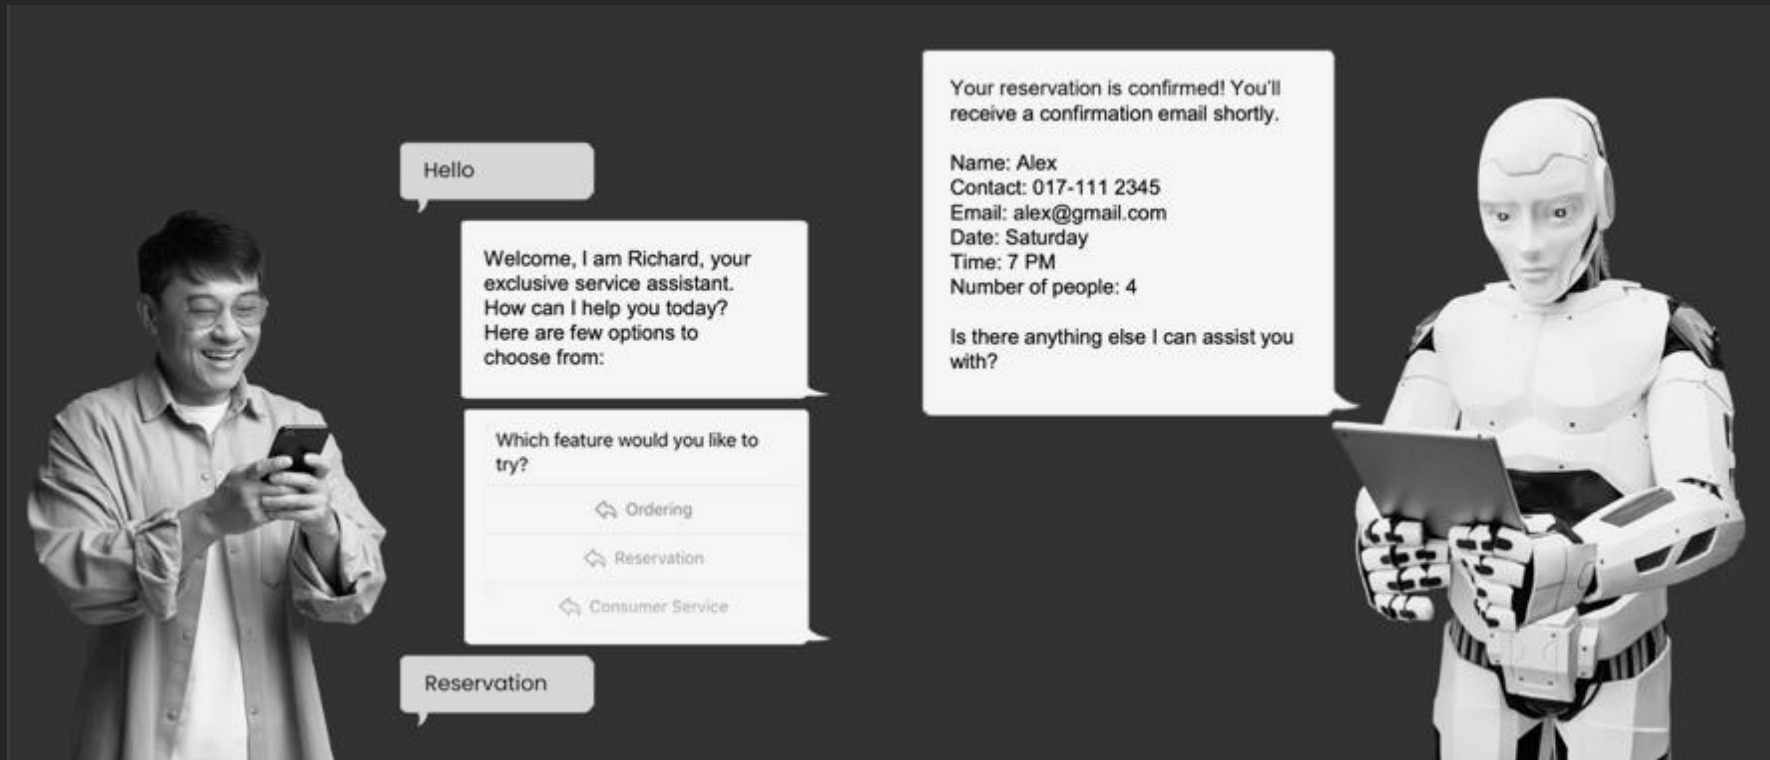 Hello
Welcome, I am Richard, your
exclusive service assistant.
How can I help you today?
Here are few options to
choose from:
Which feature would you like to
try?
Ordering
Reservation
Consumer Service
Reservation
Your reservation is confirmed! You'll
receive a confirmation email shortly.
Name: Alex
Contact: 017-111 2345
Email: alex@gmail.com
Date: Saturday
Time: 7 PM
Number of people: 4
Is there anything else I can assist you
with?